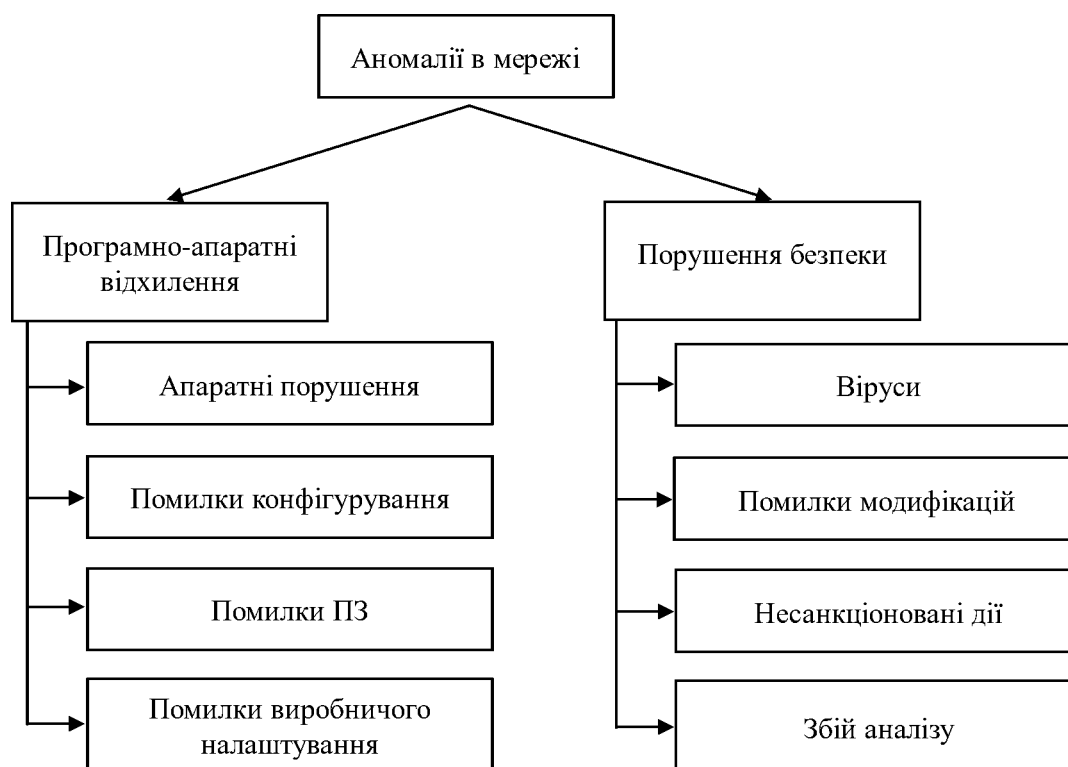 Аномалії в мережі
Програмно-апаратні
відхилення
Апаратні порушення
Помилки конфігурування
Помилки ПЗ
Помилки виробничого
налаштування
Порушення безпеки
Віруси
Помилки модифікацій
Несанкціоновані дії
Збій аналізу